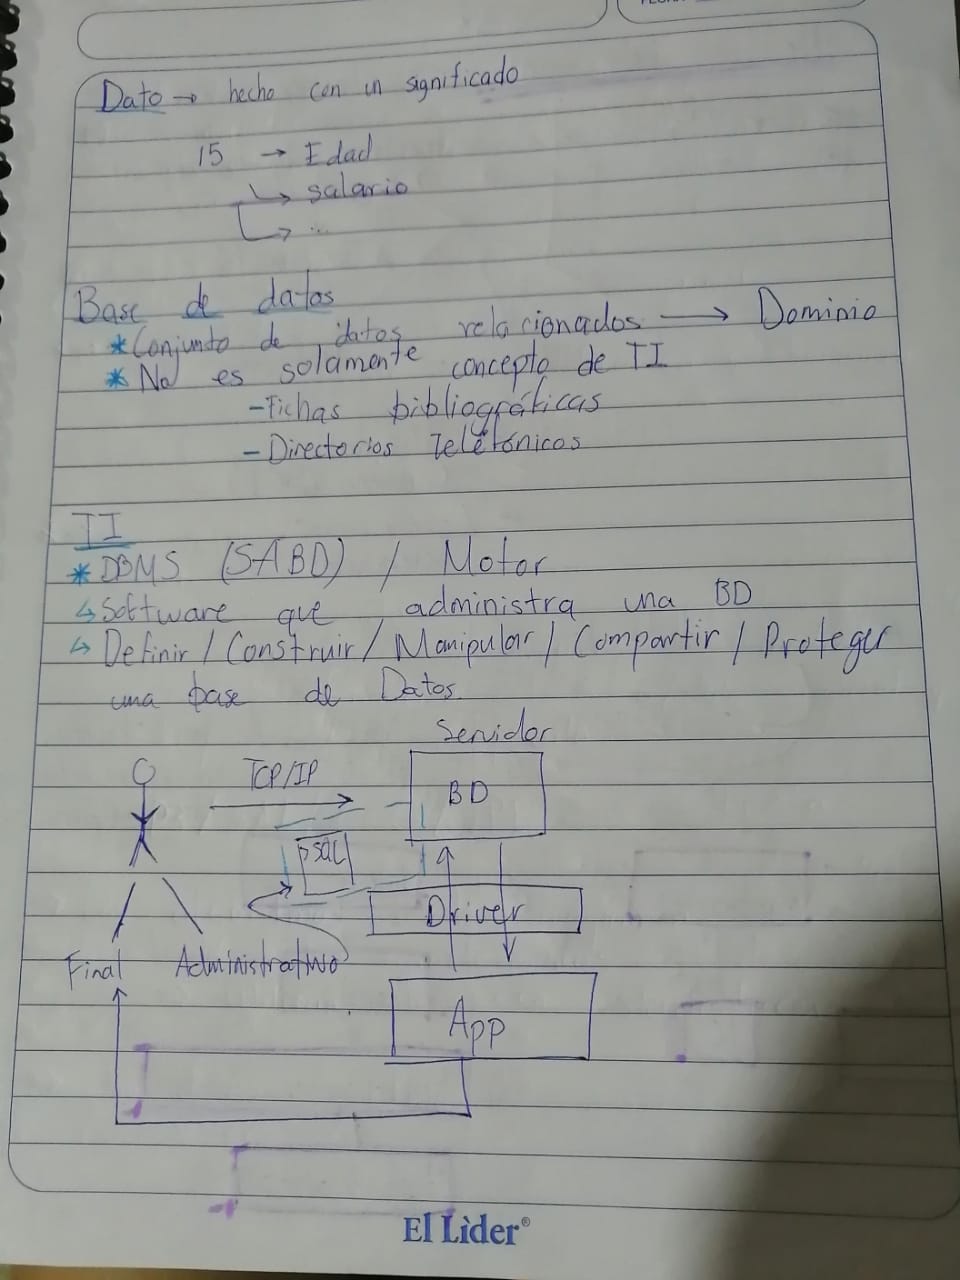 Dato → hecho con un significado
15 → Edad
↳ salario
↳ ...
Base de datos
* Conjunto de datos relacionados → Dominio
* No es solamente concepto de TI
- Fichas bibliográficas
- Directorios Telefónicos
TI
* DBMS (SABD) / Motor
↳ Software que administra una BD
↳ Definir / Construir / Manipular / Compartir / Proteger
una base de Datos
Servidor
TCP/IP
BD
psql
Driver
Final Administrativo
App
El Lìder®